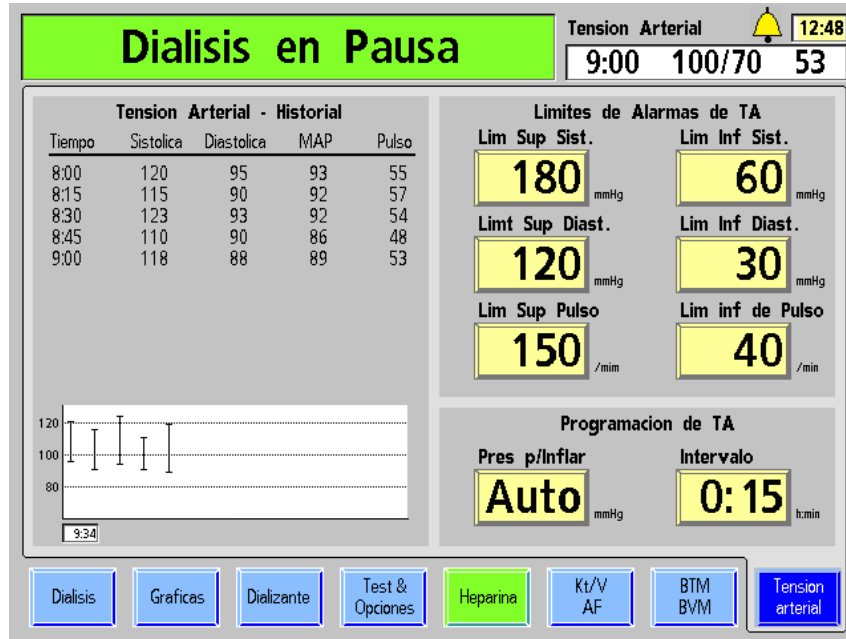 Dialisis en Pausa
Tension Arterial
12:48
9:00 100/70 53
Tension Arterial - Historial
Tiempo Sistolica Diastolica MAP Pulso
8:00 120 95 93 55
8:15 115 90 92 57
8:30 123 93 92 54
8:45 110 90 86 48
9:00 118 88 89 53
120
100
80
9:34
Limites de Alarmas de TA
Lim Sup Sist. Lim Inf Sist.
180 mmHg 60 mmHg
Limt Sup Diast. Lim Inf Diast.
120 mmHg 30 mmHg
Lim Sup Pulso Lim inf de Pulso
150 /min 40 /min
Programacion de TA
Pres p/Inflar Intervalo
Auto mmHg 0:15 h:min
Dialisis
Graficas
Dializante
Test &
Opciones
Heparina
Kt/V
AF
BTM
BVM
Tension
arterial